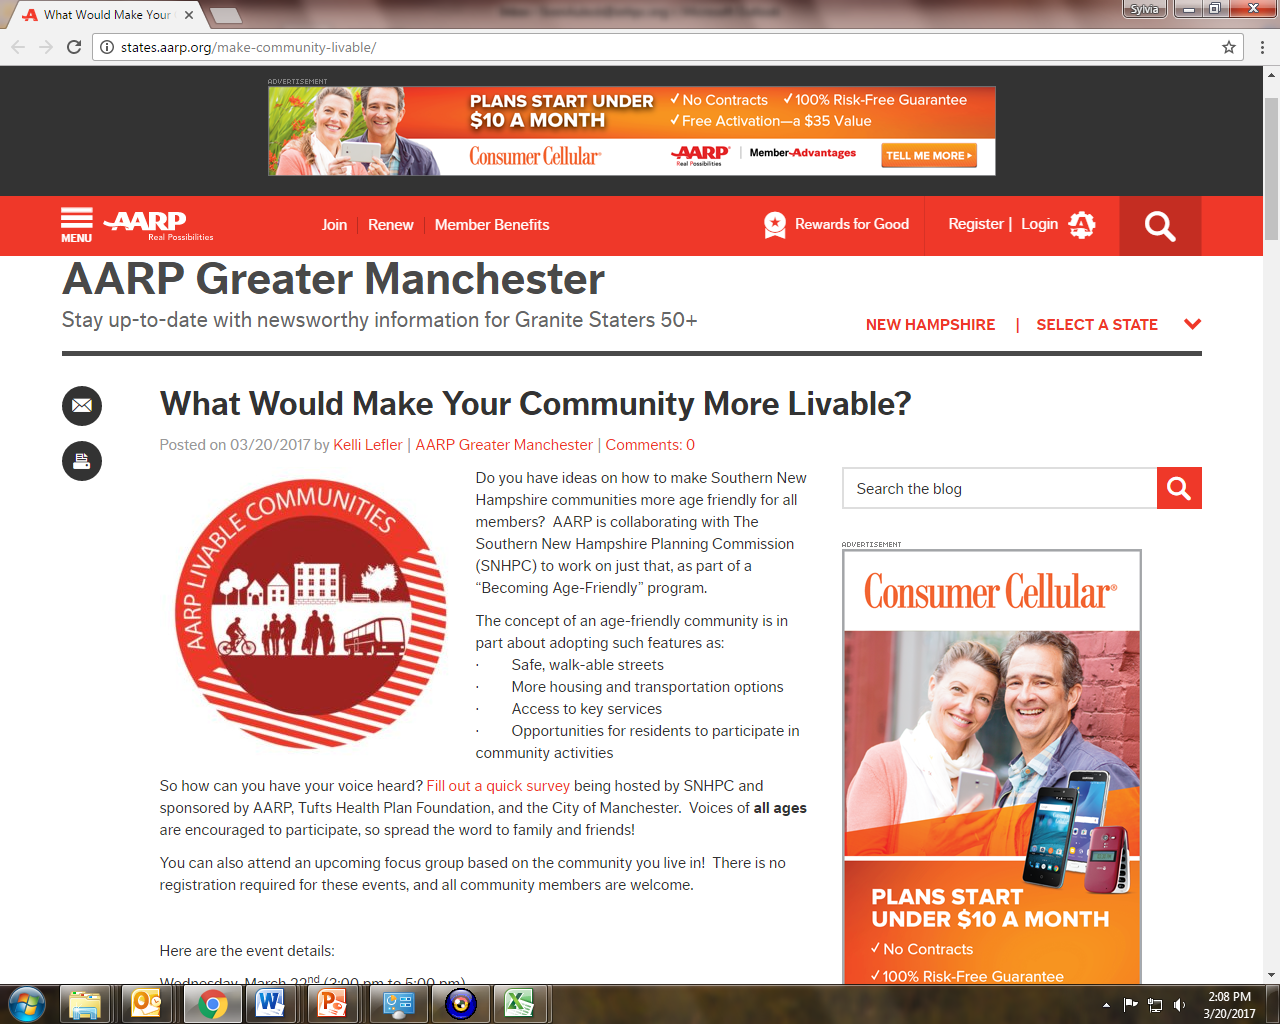 What Would Make Your
Sylvia
states.aarp.org/make-community-livable/
ADVERTISEMENT
PLANS START UNDER
$10 A MONTH
✓ No Contracts ✓ 100% Risk-Free Guarantee
✓ Free Activation—a $35 Value
Consumer Cellular®
AARP®
Real Possibilities
Member Advantages
TELL ME MORE ▸
MENU
AARP
Real Possibilities
Join
Renew
Member Benefits
Rewards for Good
Register | Login
AARP Greater Manchester
Stay up-to-date with newsworthy information for Granite Staters 50+
NEW HAMPSHIRE | SELECT A STATE
What Would Make Your Community More Livable?
Posted on 03/20/2017 by Kelli Lefler | AARP Greater Manchester | Comments: 0
AARP LIVABLE COMMUNITIES
Do you have ideas on how to make Southern New
Hampshire communities more age friendly for all
members?  AARP is collaborating with The
Southern New Hampshire Planning Commission
(SNHPC) to work on just that, as part of a
“Becoming Age-Friendly” program.
The concept of an age-friendly community is in
part about adopting such features as:
· Safe, walk-able streets
· More housing and transportation options
· Access to key services
· Opportunities for residents to participate in
community activities
So how can you have your voice heard? Fill out a quick survey being hosted by SNHPC and
sponsored by AARP, Tufts Health Plan Foundation, and the City of Manchester.  Voices of all ages
are encouraged to participate, so spread the word to family and friends!
You can also attend an upcoming focus group based on the community you live in!  There is no
registration required for these events, and all community members are welcome.
Here are the event details:
Wednesday, March 22nd (3:00 pm to 5:00 pm)
Search the blog
ADVERTISEMENT
Consumer Cellular®
PLANS START
UNDER $10 A MONTH
✓ No Contracts
✓ 100% Risk-Free Guarantee
2:08 PM
3/20/2017